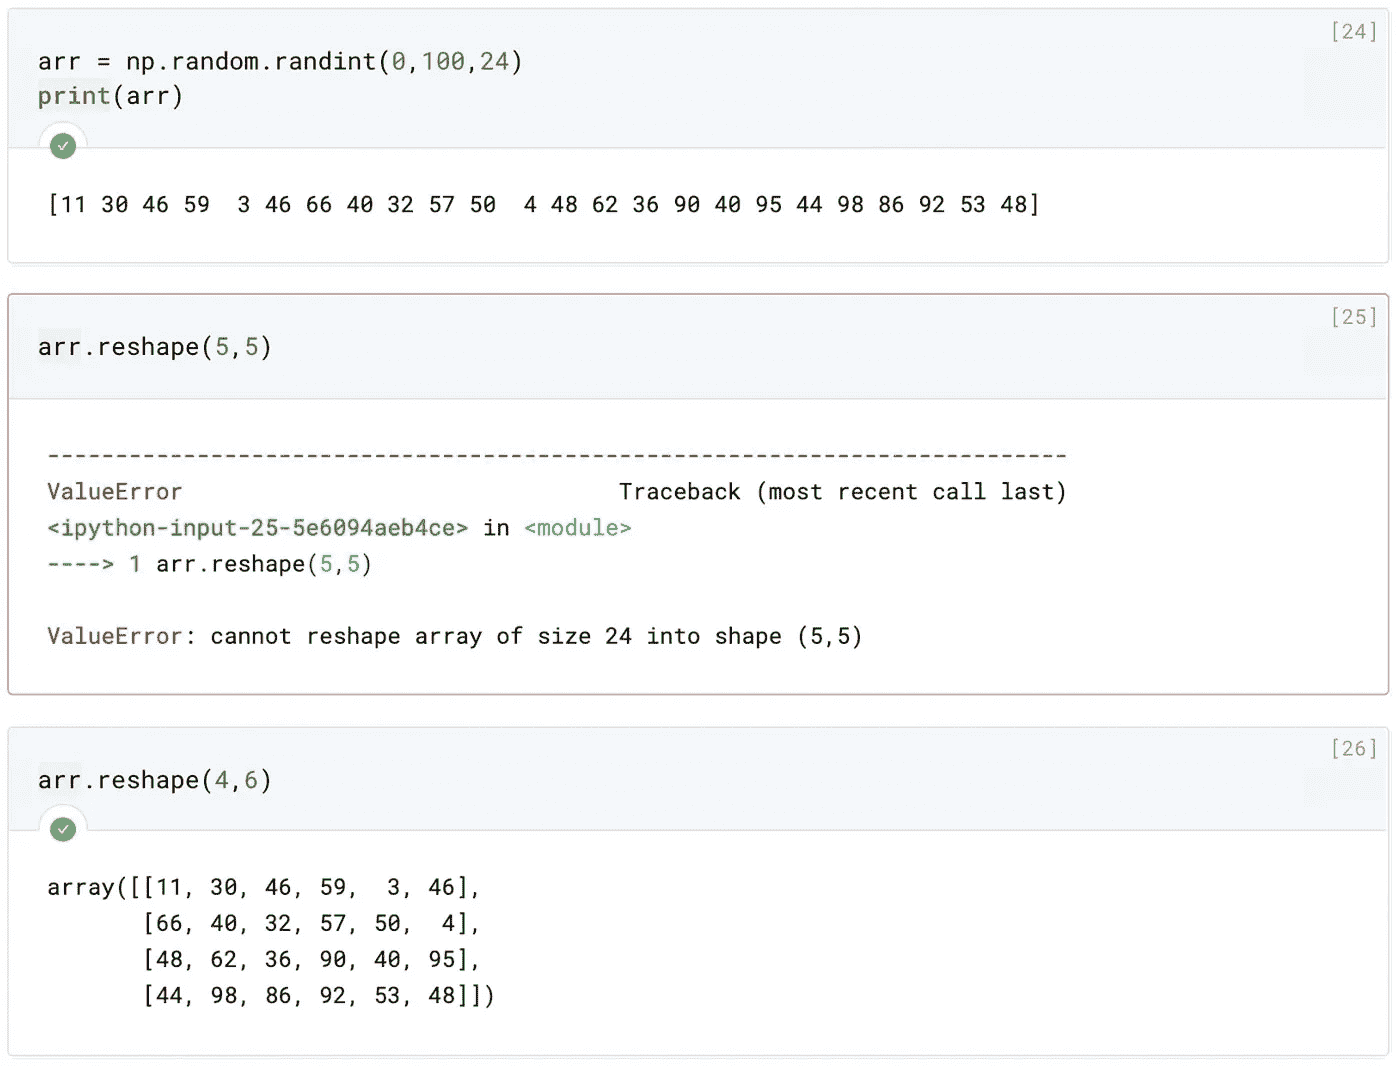 [24]
arr = np.random.randint(0,100,24)
print(arr)
[11 30 46 59  3 46 66 40 32 57 50  4 48 62 36 90 40 95 44 98 86 92 53 48]
[25]
arr.reshape(5,5)
---------------------------------------------------------------------------
ValueError                                Traceback (most recent call last)
<ipython-input-25-5e6094aeb4ce> in <module>
----> 1 arr.reshape(5,5)
ValueError: cannot reshape array of size 24 into shape (5,5)
[26]
arr.reshape(4,6)
array([[11, 30, 46, 59,  3, 46],
       [66, 40, 32, 57, 50,  4],
       [48, 62, 36, 90, 40, 95],
       [44, 98, 86, 92, 53, 48]])